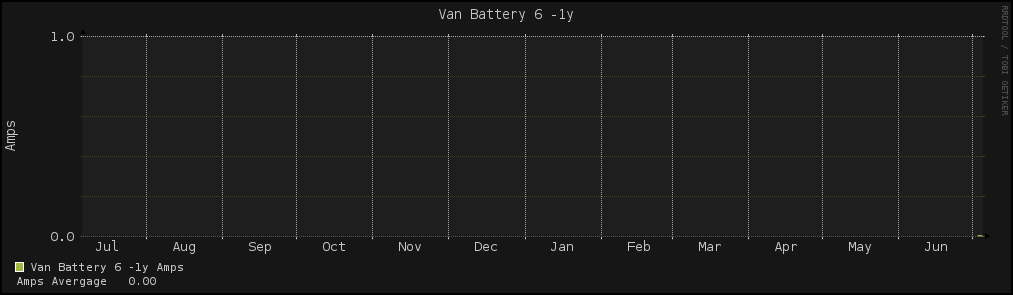 Van Battery 6 -1y
RRDTOOL / TOBI OETIKER
Amps
1.0
0.0
Jul Aug Sep Oct Nov Dec Jan Feb Mar Apr May Jun
Van Battery 6 -1y Amps
Amps Avergage 0.00